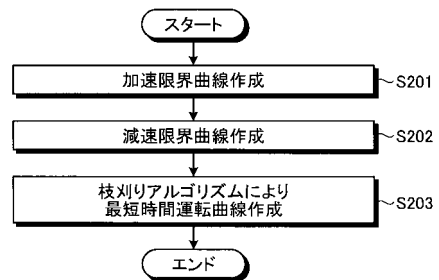 スタート
加速限界曲線作成
S201
減速限界曲線作成
S202
枝刈りアルゴリズムにより
最短時間運転曲線作成
S203
エンド